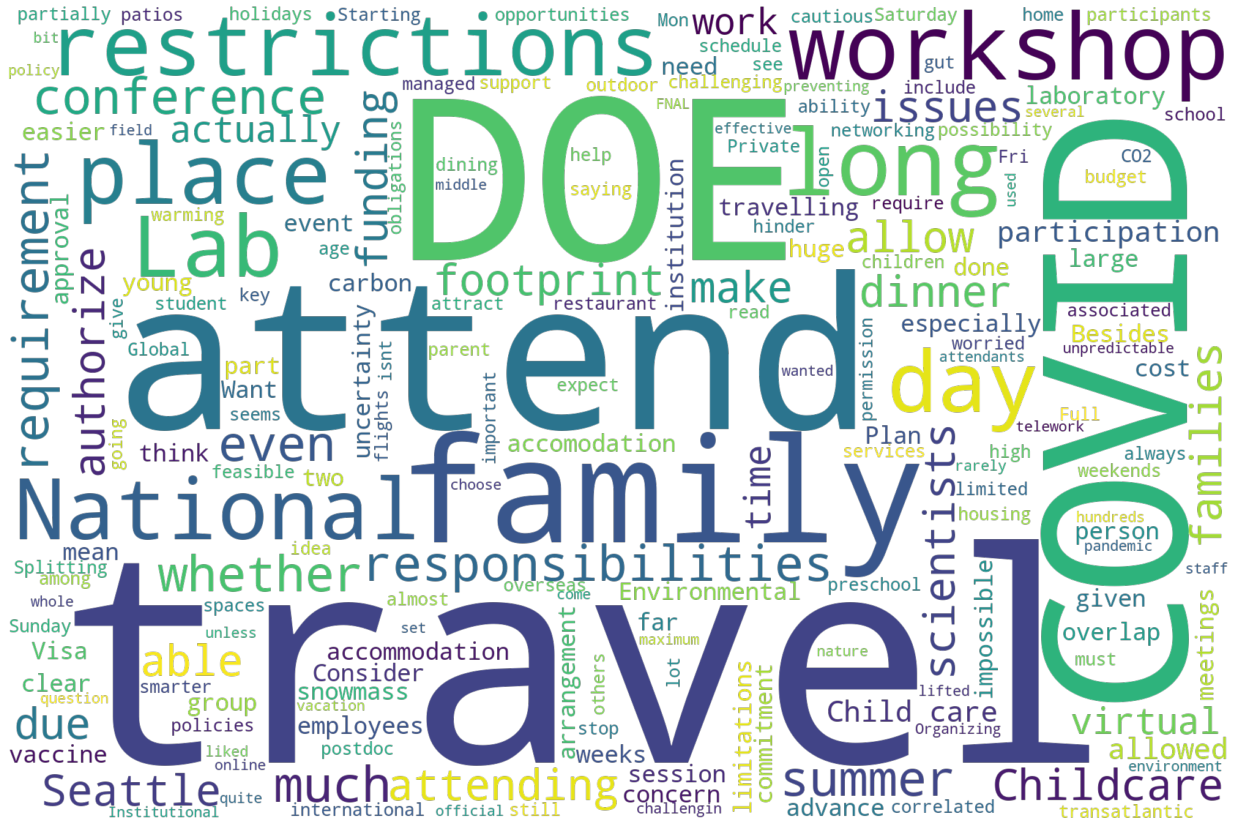 bit
restrictions
partially patios
holidays
Starting
opportunities
Mon
work
schedule
need
cautious
Saturday
see
gut
home
participants
workshop
policy
conference
managed
support
outdoor
challenging
FNAL
preventing
ability
include
issues
laboratory
several
school
easier
field
actually
funding
obligations
DOE
dining
middle
help
saying
effective
Private
networking
possibility
open
long
Fri
used
CO2
budget
COVID
requirement
place
approval
warming
Lab
event
age
institution
travelling
hinder
huge
require
allow
children
done
participation
large
authorize
young
student
key
give
Global
carbon
footprint
attract
restaurant
make
read
dinner
especially
worried
attendants
associated
Besides
unpredictable
cost
families
part
Want
seems
uncertainty
flights isnt
parent
attend
expect
wanted
permission
day
Full
telework
going
think
even
feasible
two
important
accomodation
Plan
services
time
scientists
high
rarely
limited
always
weekends
National
family
choose
housing
hundreds
person
pandemic
mean
idea
Splitting
among
whether
responsibilities
overseas
Environmental
preschool
impossible
given
staff
whole
spaces
almost
come
Sunday
unless
set
arrangement
far
maximum
overlap
must
meetings
Visa
able
accommodation
Consider
others
lot
nature
travel
lifted
clear
question
smarter
group
snowmass
vacation
Child care
Organizing
virtual
due
policies
employees
postdoc
stop
weeks
limitations
commitment
allowed
vaccine
liked
online
environment
Seattle
quite
much
attending
session
concern
summer
advance
correlated
Childcare
Institutional
international
official
still
challengin
transatlantic